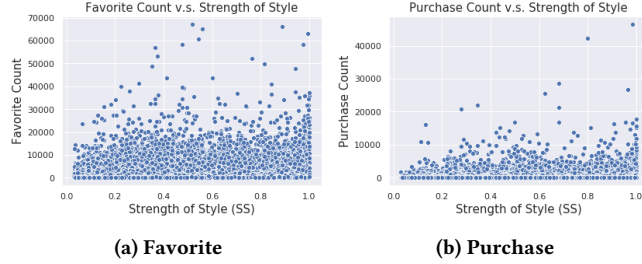 Favorite Count v.s. Strength of Style
70000
60000
50000
40000
30000
20000
10000
0
Favorite Count
0.0 0.2 0.4 0.6 0.8 1.0
Strength of Style (SS)
(a) Favorite
Purchase Count v.s. Strength of Style
40000
30000
20000
10000
0
Purchase Count
0.0 0.2 0.4 0.6 0.8 1.0
Strength of Style (SS)
(b) Purchase